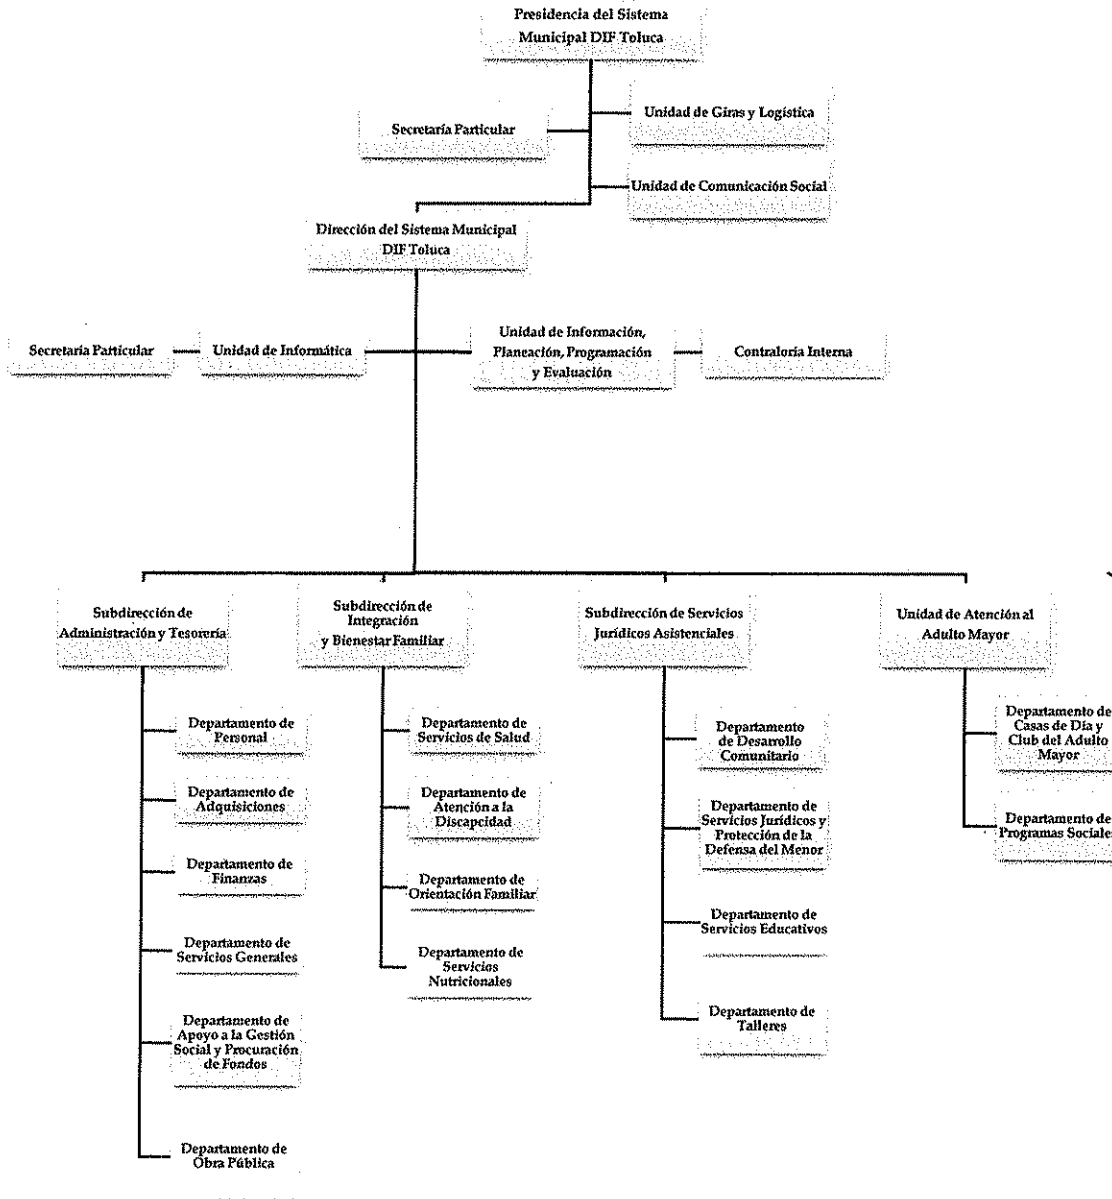 Presidencia del Sistema
Municipal DIF Toluca
Unidad de Giras y Logística
Secretaría Particular
Unidad de Comunicación Social
Dirección del Sistema Municipal
DIF Toluca
Secretaría Particular
Unidad de Informática
Unidad de Información,
Planeación, Programación
y Evaluación
Contraloría Interna
Subdirección de
Administración y Tesorería
Subdirección de
Integración
y Bienestar Familiar
Subdirección de Servicios
Jurídicos Asistenciales
Unidad de Atención al
Adulto Mayor
Departamento de
Personal
Departamento de
Adquisiciones
Departamento de
Finanzas
Departamento de
Servicios Generales
Departamento de
Apoyo a la Gestión
Social y Procuración
de Fondos
Departamento de
Obra Pública
Departamento de
Servicios de Salud
Departamento de
Atención a la
Discapcidad
Departamento de
Orientación Familiar
Departamento de
Servicios
Nutricionales
Departamento
de Desarrollo
Comunitario
Departamento de
Servicios Jurídicos y
Protección de la
Defensa del Menor
Departamento de
Servicios Educativos
Departamento de
Talleres
Departamento de
Casas de Día y
Club del Adulto
Mayor
Departamento de
Programas Sociales